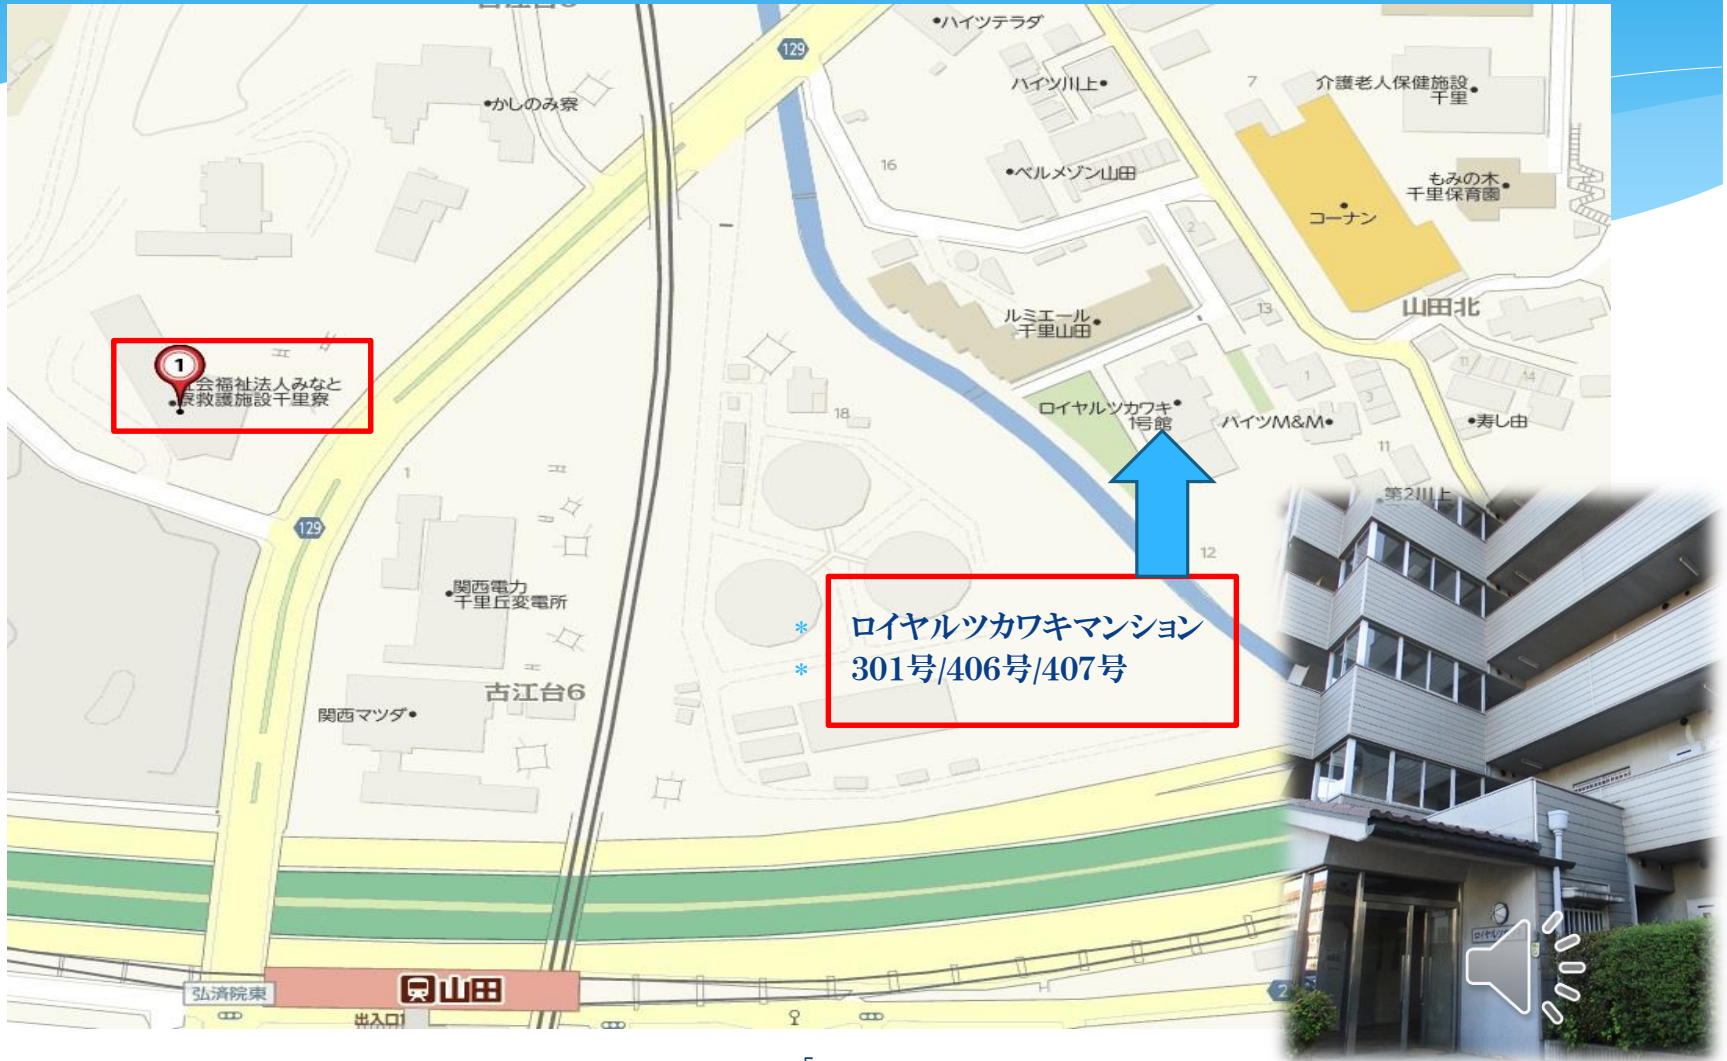 129
ハイツテラダ
ハイツ川上
7
介護老人保健施設
千里
かしのみ寮
16
ベルメゾン山田
もみの木
千里保育園
コーナン
2
13
山田北
ルミエール
千里山田
1
会福祉法人みなと
寮救護施設千里寮
1
11
14
3
ロイヤルツカワキ
1号館
ハイツM&M
寿し由
18
11
1
第2川上
129
12
関西電力
千里丘変電所
* ロイヤルツカワキマンション
* 301号/406号/407号
古江台6
関西マツダ
山田
弘済院東
出入口1
2
5